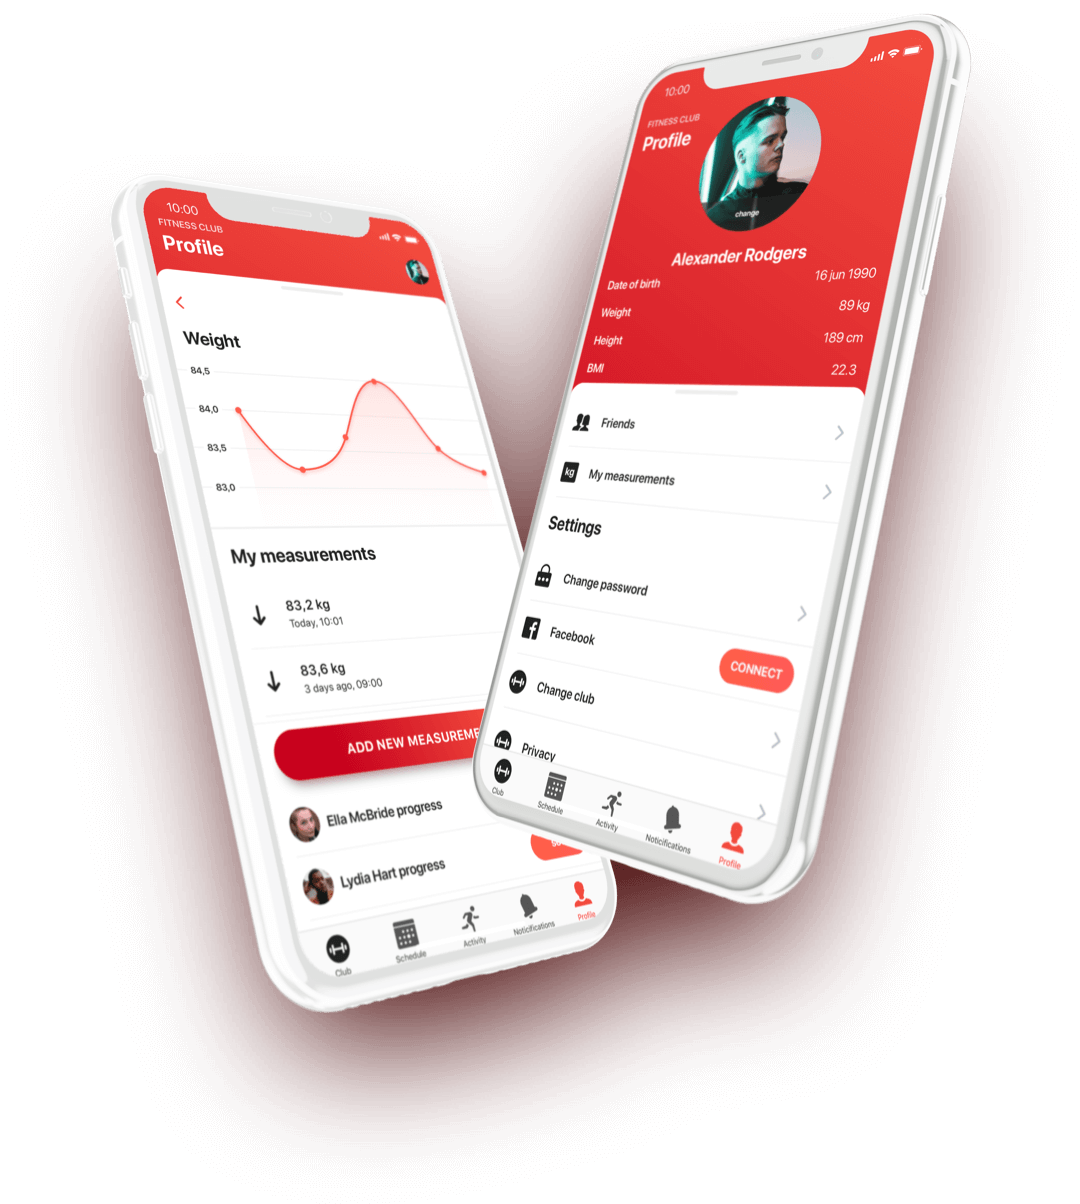 10:00
FITNESS CLUB
Profile
Weight
84,5
84,0
83,5
83,0
My measurements
83,2 kg
Today, 10:01
83,6 kg
3 days ago, 09:00
ADD NEW MEASUREME
Ella McBride progress
Lydia Hart progress
Club
Schedule
Activity
Noticifications
Profile
10:00
FITNESS CLUB
Profile
change
Alexander Rodgers
Date of birth 16 jun 1990
Weight 89 kg
Height 189 cm
BMI 22.3
Friends
kg My measurements
Settings
Change password
Facebook
CONNECT
Change club
Privacy
Club
Schedule
Activity
Noticifications
Profile